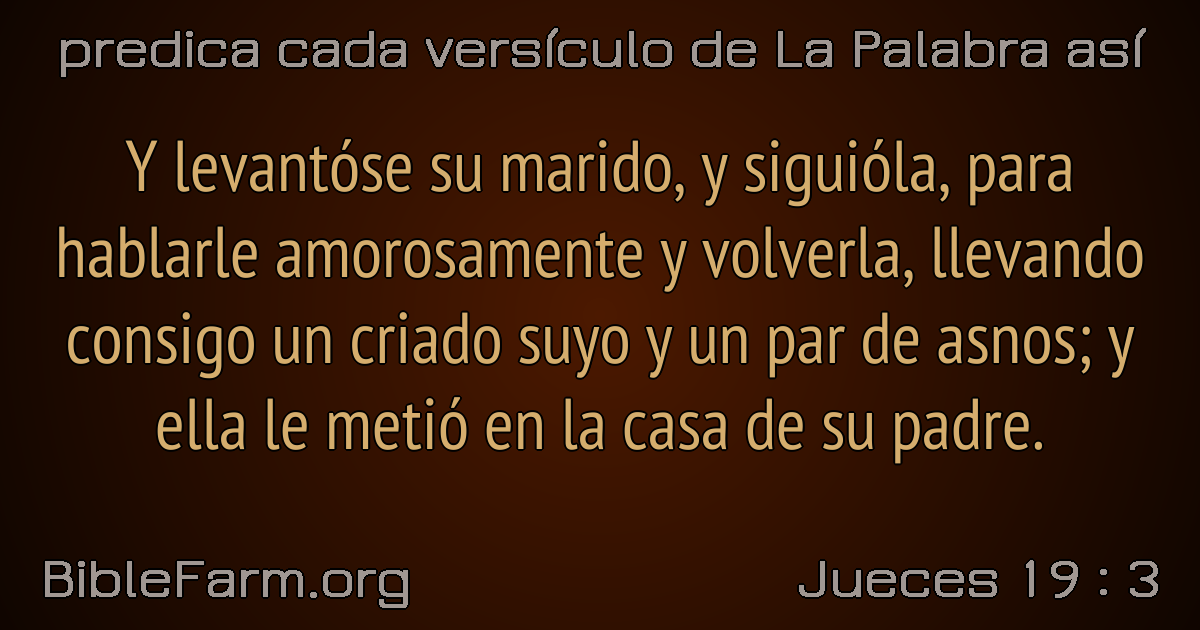 predica cada versículo de La Palabra así
Y levantóse su marido, y siguióla, para
hablarle amorosamente y volverla, llevando
consigo un criado suyo y un par de asnos; y
ella le metió en la casa de su padre.
BibleFarm.org
Jueces 19 : 3